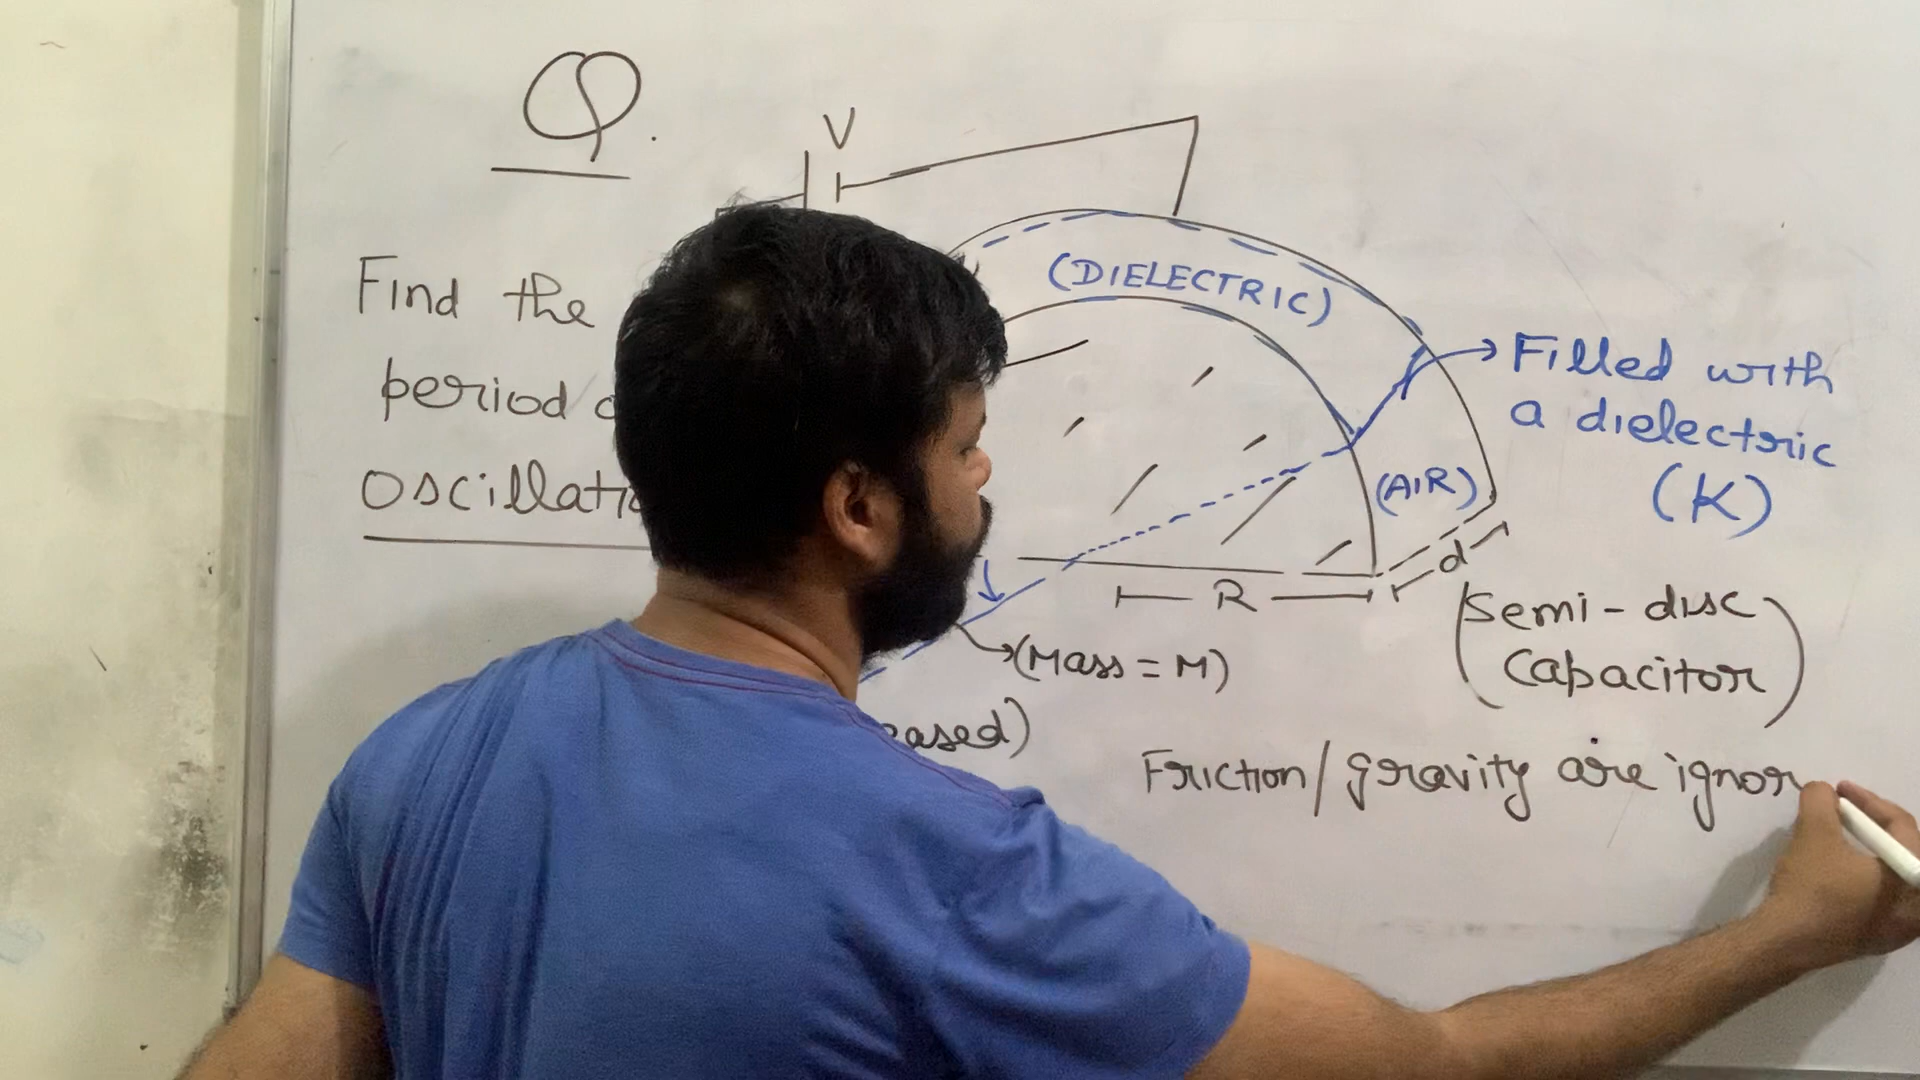 Q.
V
Find the
period
oscillati
(DIELECTRIC)
Filled with
a dielectric
(K)
(AIR)
d
R
(Semi-disc
Capacitor)
(Mass = M)
eased)
Friction/gravity are ignor